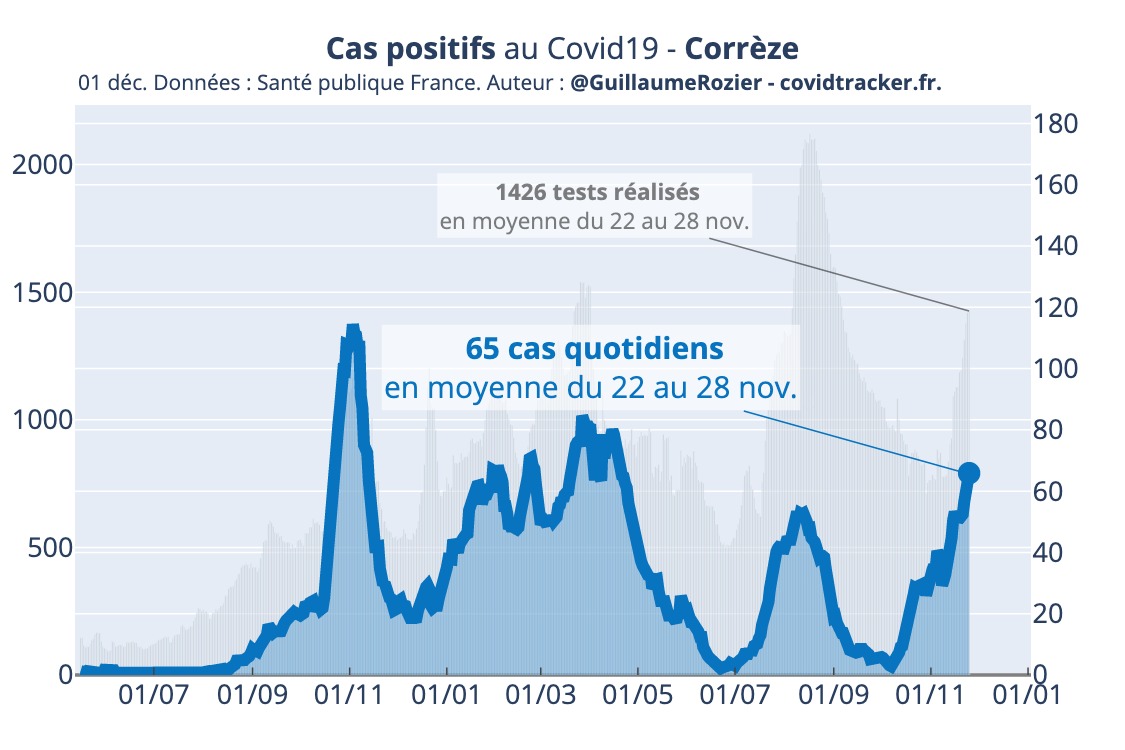 Cas positifs au Covid19 - Corrèze
01 déc. Données : Santé publique France. Auteur : @GuillaumeRozier - covidtracker.fr.
180
2000
160
1426 tests réalisés
en moyenne du 22 au 28 nov.
140
1500
120
65 cas quotidiens
en moyenne du 22 au 28 nov.
100
1000
80
60
500
40
20
0
0
01/07 01/09 01/11 01/01 01/03 01/05 01/07 01/09 01/11 01/01